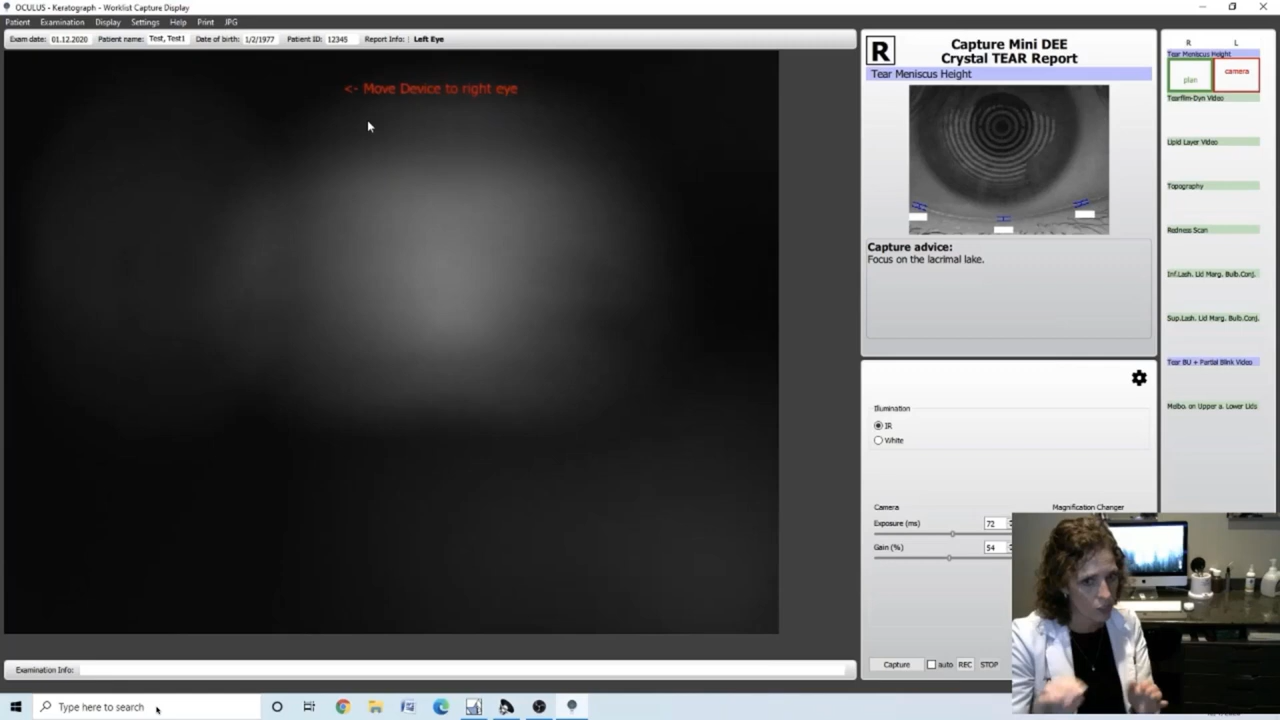 OCULUS - Keratograph - Worklist Capture Display
Patient Examination Display Settings Help Print JPG
Exam date: 01.12.2020 Patient name: Test, Test1 Date of birth: 1/2/1977 Patient ID: 12345 Report Info: Left Eye
<- Move Device to right eye
R
Capture Mini DEE
Crystal TEAR Report
Tear Meniscus Height
Capture advice:
Focus on the lacrimal lake.
R L
Tear Meniscus Height
plan camera
Tearfilm-Dyn Video
Lipid Layer Video
Topography
Redness Scan
Inf.Lash. Lid Marg. Bulb.Conj.
Sup.Lash. Lid Marg. Bulb.Conj.
Tear BU + Partial Blink Video
Meibo. on Upper a. Lower Lids
Illumination
IR
White
Camera Magnification Changer
Exposure (ms) 72
Gain (%) 54
Capture auto REC STOP
Examination Info:
Type here to search